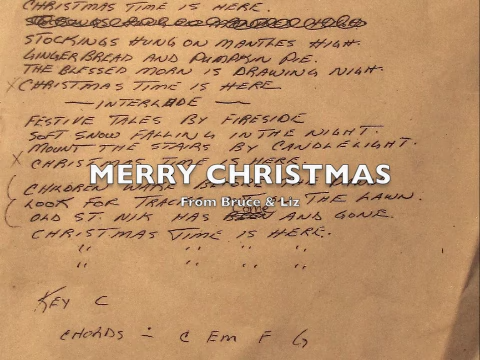 CHRISTMAS TIME IS HERE.
STOCKINGS HUNG ON MANTLES HIGH.
GINGERBREAD AND PUMPKIN PIE.
THE BLESSED MORN IS DRAWING NIGH.
X CHRISTMAS TIME IS HERE
— INTERLUDE —
FESTIVE TALES BY FIRESIDE
SOFT SNOW FALLING IN THE NIGHT.
MOUNT THE STAIRS BY CANDLELIGHT.
X CHRISTMAS TIME IS HERE
MERRY CHRISTMAS
CHILDREN WAKE
LOOK FOR THE LAWN.
From Bruce & Liz
COME
OLD ST. NIK HAS BEEN AND GONE.
CHRISTMAS TIME IS HERE.
" " " "
" " " "
KEY C
CHORDS - C EM F G